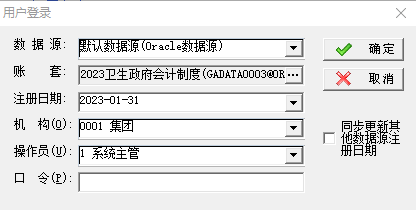 用户登录
数 据 源: 默认数据源(Oracle数据源)
确定
账 套: 2023卫生政府会计制度(GADATA0003@OR ...
取消
注册日期: 2023-01-31
机 构(O): 0001 集团
同步更新其
他数据源注
册日期
操作员(U): 1 系统主管
口 令(P):